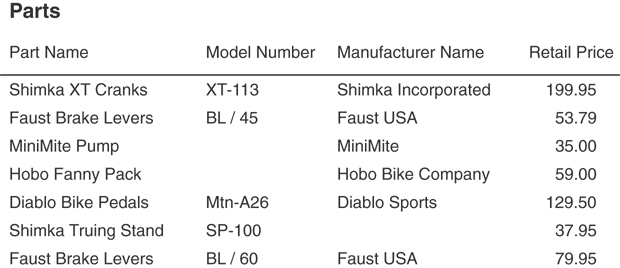 Parts
Part Name Model Number Manufacturer Name Retail Price
Shimka XT Cranks XT-113 Shimka Incorporated 199.95
Faust Brake Levers BL / 45 Faust USA 53.79
MiniMite Pump MiniMite 35.00
Hobo Fanny Pack Hobo Bike Company 59.00
Diablo Bike Pedals Mtn-A26 Diablo Sports 129.50
Shimka Truing Stand SP-100 37.95
Faust Brake Levers BL / 60 Faust USA 79.95